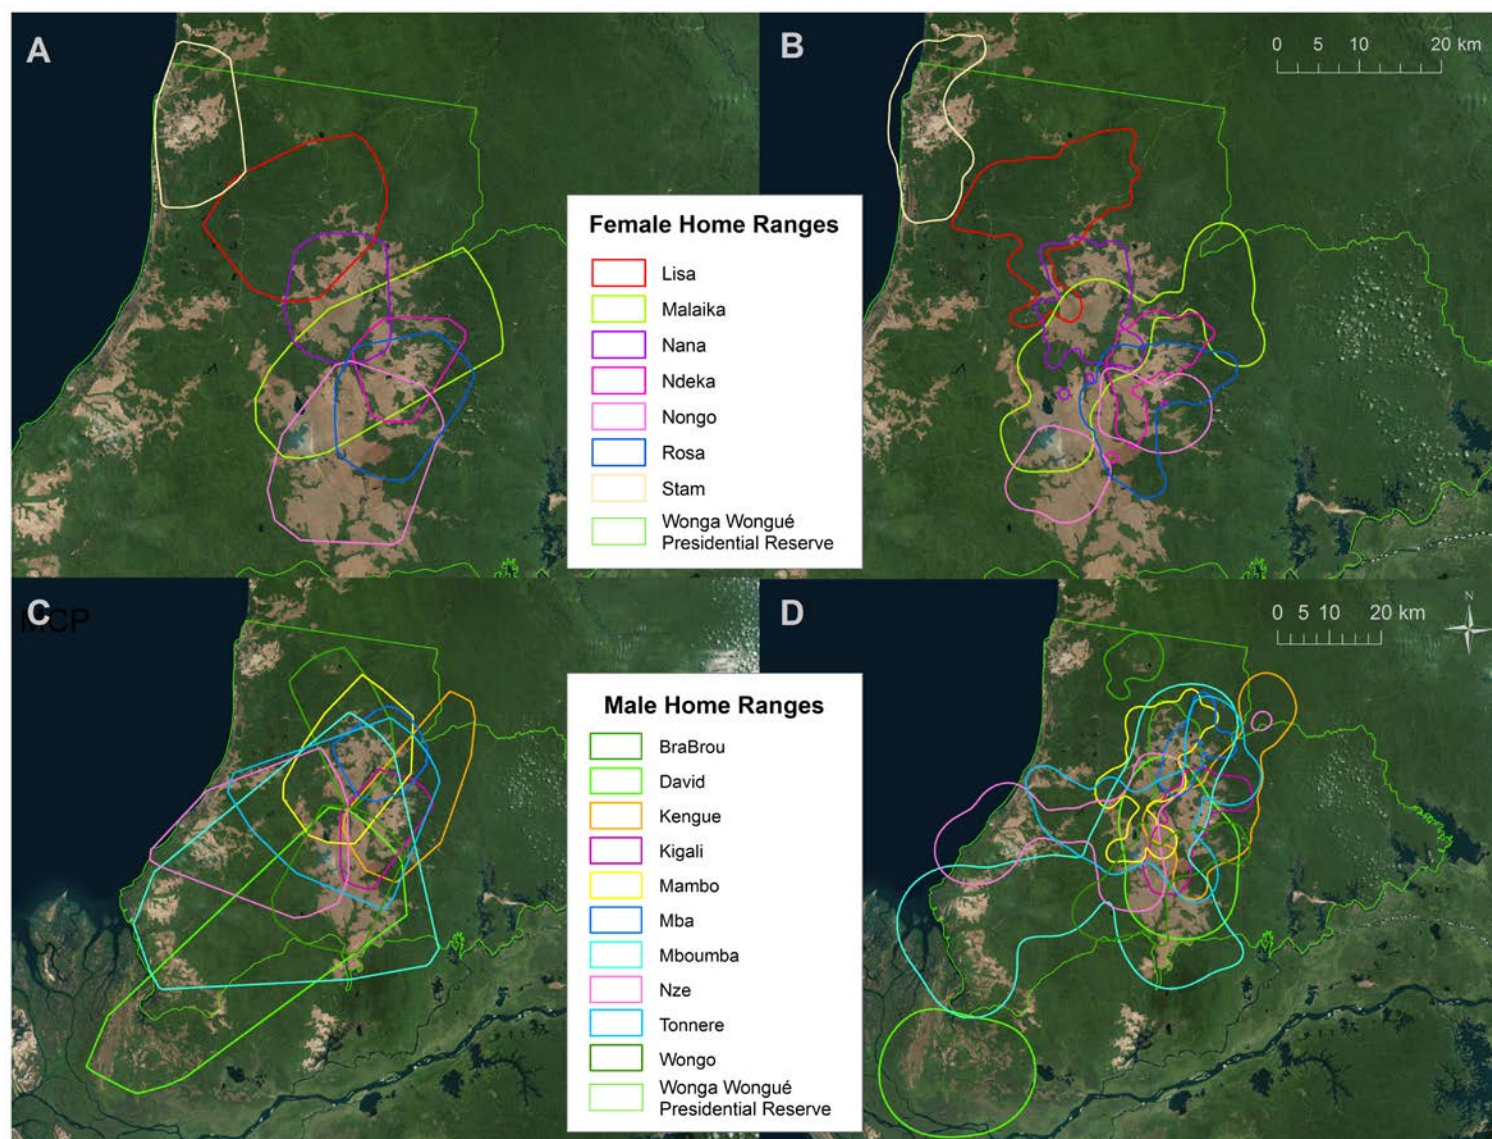 A
B
0 5 10 20 km
Female Home Ranges
Lisa
Malaika
Nana
Ndeka
Nongo
Rosa
Stam
Wonga Wongué
Presidential Reserve
C
MCP
D
0 5 10 20 km
N
Male Home Ranges
BraBrou
David
Kengue
Kigali
Mambo
Mba
Mboumba
Nze
Tonnere
Wongo
Wonga Wongué
Presidential Reserve